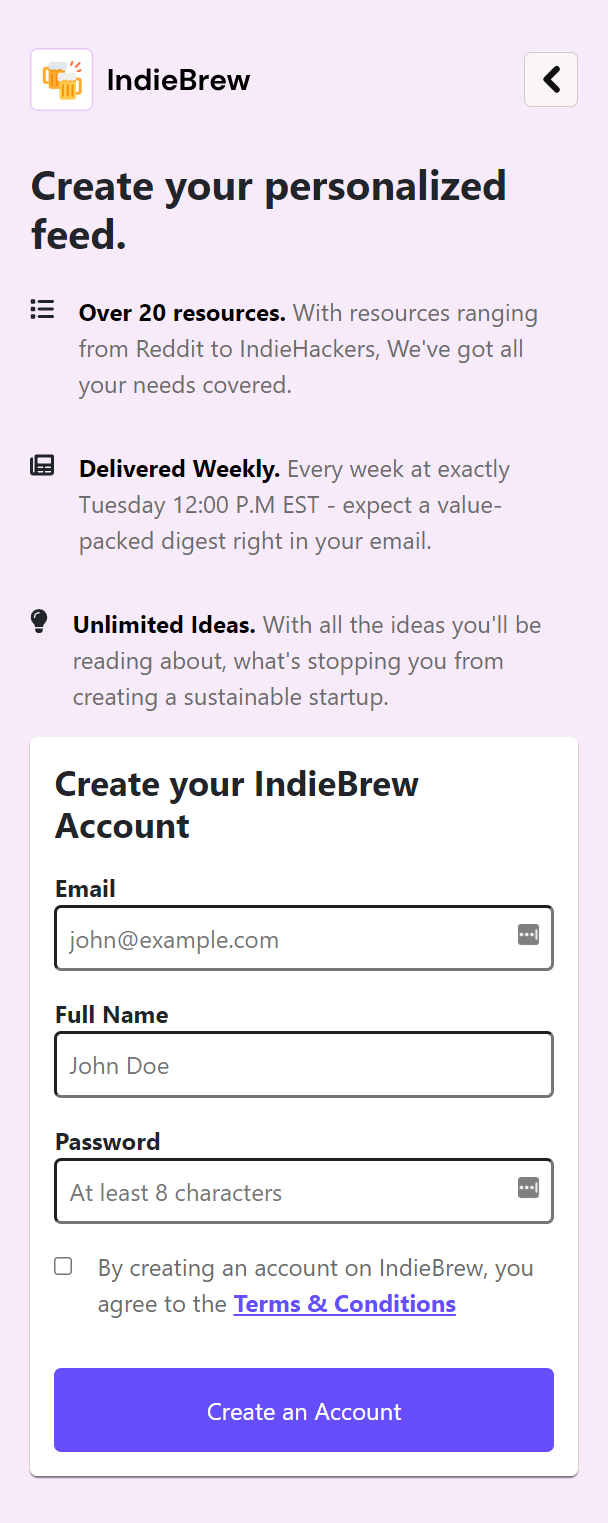 IndieBrew
Create your personalized
feed.
Over 20 resources. With resources ranging
from Reddit to IndieHackers, We've got all
your needs covered.
Delivered Weekly. Every week at exactly
Tuesday 12:00 P.M EST - expect a value-
packed digest right in your email.
Unlimited Ideas. With all the ideas you'll be
reading about, what's stopping you from
creating a sustainable startup.
Create your IndieBrew
Account
Email
john@example.com
Full Name
John Doe
Password
At least 8 characters
By creating an account on IndieBrew, you
agree to the Terms & Conditions
Create an Account